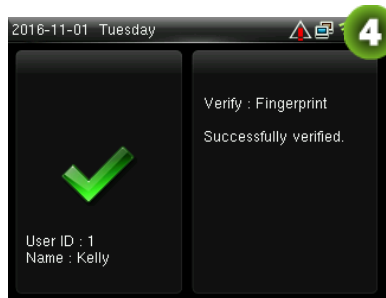 2016-11-01 Tuesday
4
Verify : Fingerprint
Successfully verified.
User ID : 1
Name : Kelly